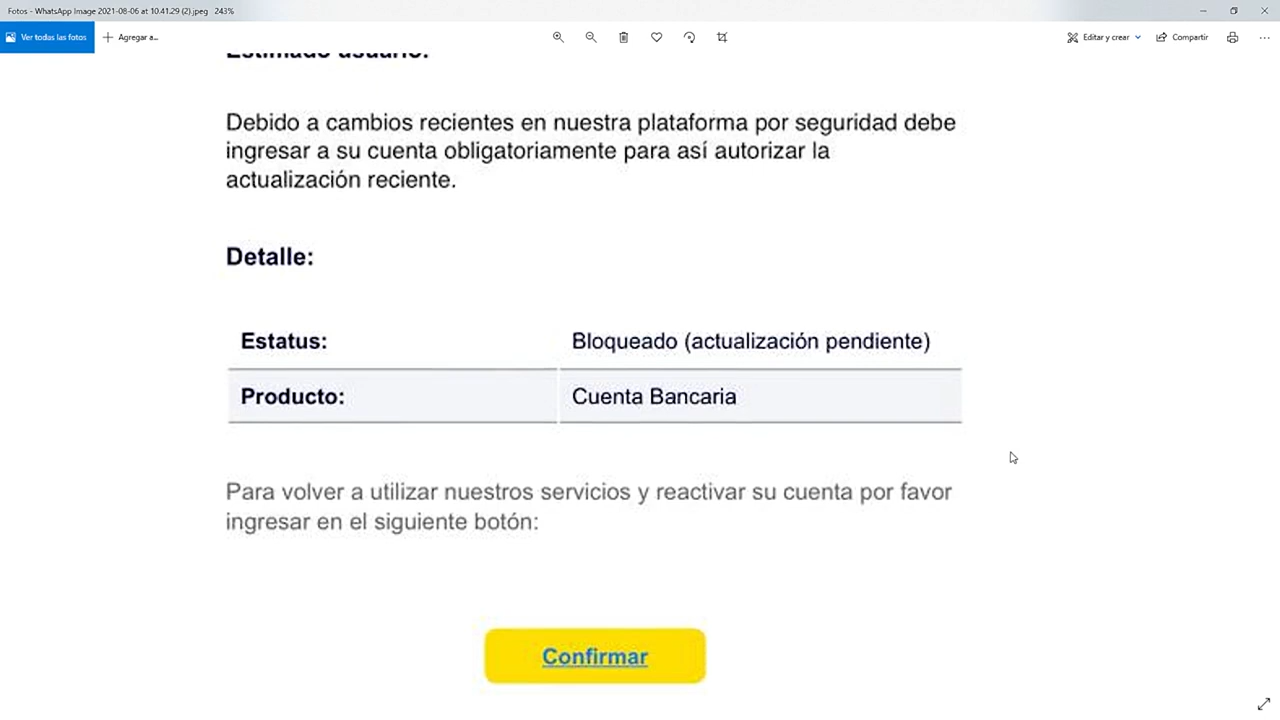 Fotos - WhatsApp Image 2021-08-06 at 10.41.29 (2).jpeg 243%
Ver todas las fotos
Agregar a...
Editar y crear
Compartir
Estimado usuario:
Debido a cambios recientes en nuestra plataforma por seguridad debe
ingresar a su cuenta obligatoriamente para así autorizar la
actualización reciente.
Detalle:
Estatus: Bloqueado (actualización pendiente)
Producto: Cuenta Bancaria
Para volver a utilizar nuestros servicios y reactivar su cuenta por favor
ingresar en el siguiente botón:
Confirmar